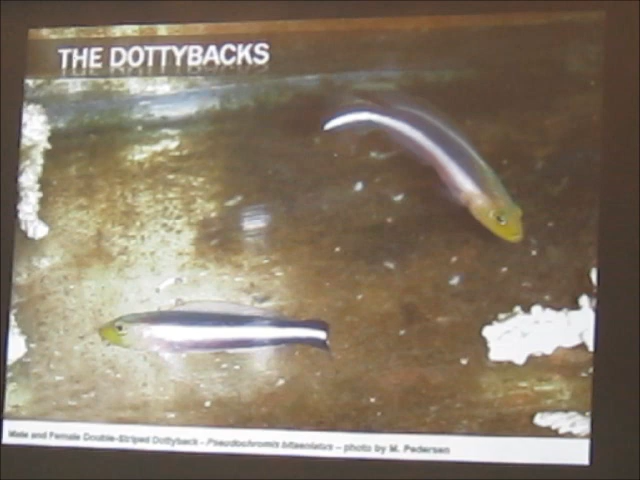 THE DOTTYBACKS
Male and Female Double-Striped Dottyback - Pseudochromis bitaeniatus – photo by M. Pedersen